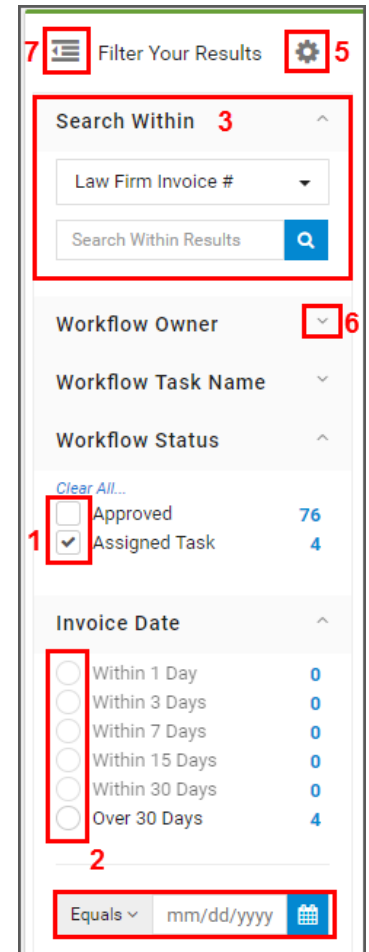 7 Filter Your Results 5
Search Within 3
Law Firm Invoice #
Search Within Results
Workflow Owner 6
Workflow Task Name
Workflow Status
Clear All...
Approved 76
1 Assigned Task 4
Invoice Date
Within 1 Day 0
Within 3 Days 0
Within 7 Days 0
Within 15 Days 0
Within 30 Days 0
Over 30 Days 4
2
Equals mm/dd/yyyy